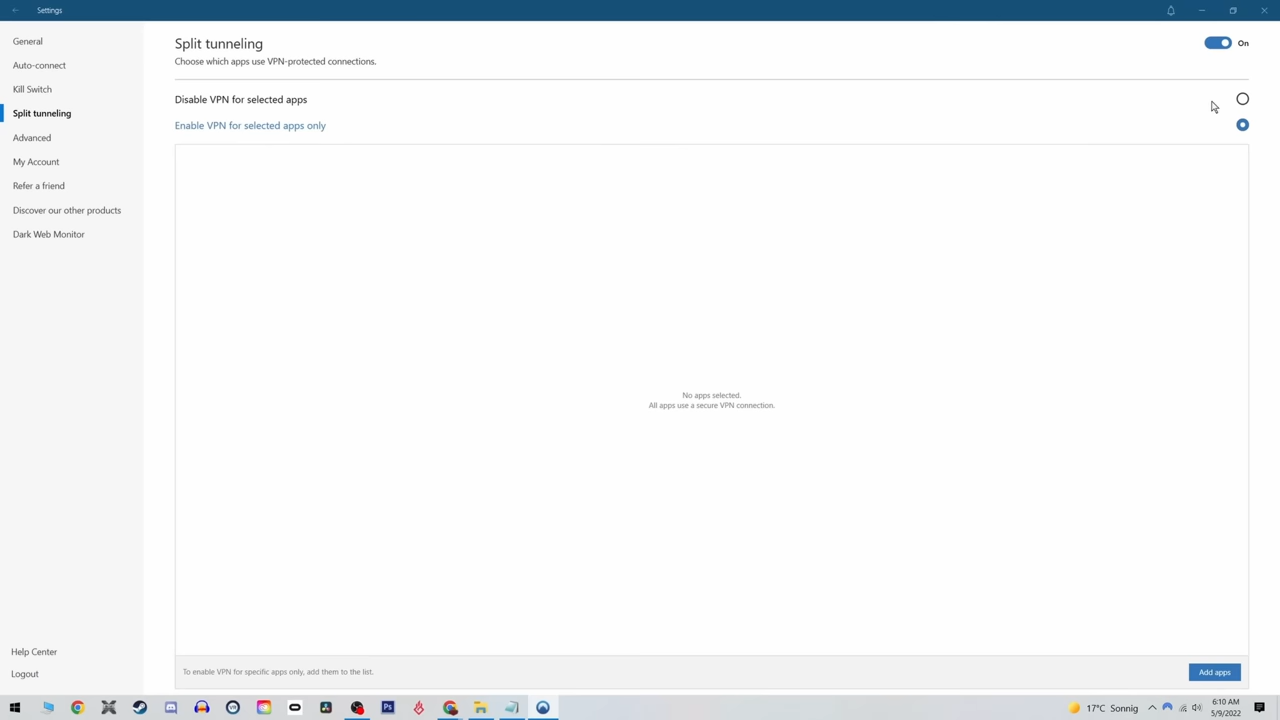 Settings
General
Auto-connect
Kill Switch
Split tunneling
Advanced
My Account
Refer a friend
Discover our other products
Dark Web Monitor
Help Center
Logout
Split tunneling
On
Choose which apps use VPN-protected connections.
Disable VPN for selected apps
Enable VPN for selected apps only
No apps selected.
All apps use a secure VPN connection.
To enable VPN for specific apps only, add them to the list.
Add apps
17°C Sonnig
6:10 AM
5/9/2022